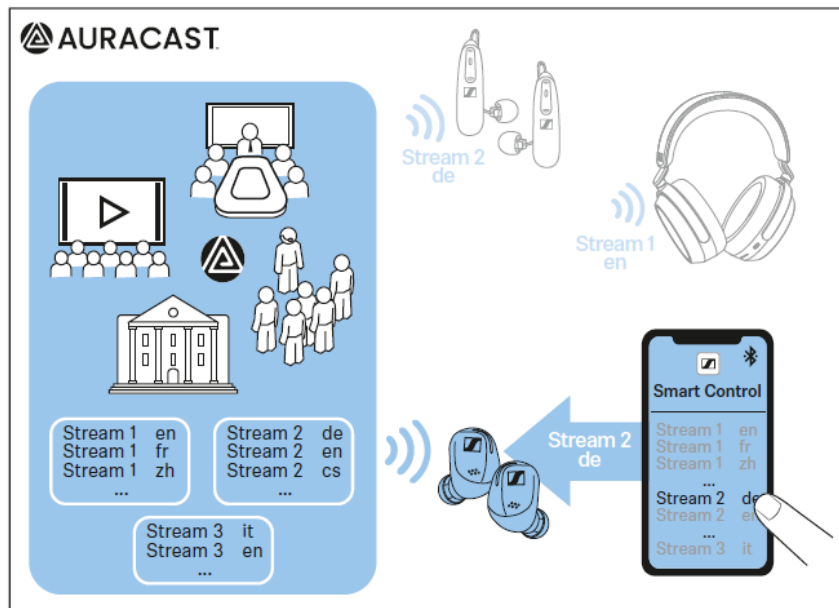 AURACAST™
Stream 2
de
Stream 1
en
Stream 1 en
Stream 1 fr
Stream 1 zh
...
Stream 2 de
Stream 2 en
Stream 2 cs
...
Stream 3 it
Stream 3 en
...
Stream 2
de
Smart Control
Stream 1 en
Stream 1 fr
Stream 1 zh
...
Stream 2 de
Stream 2 en
...
Stream 3 it